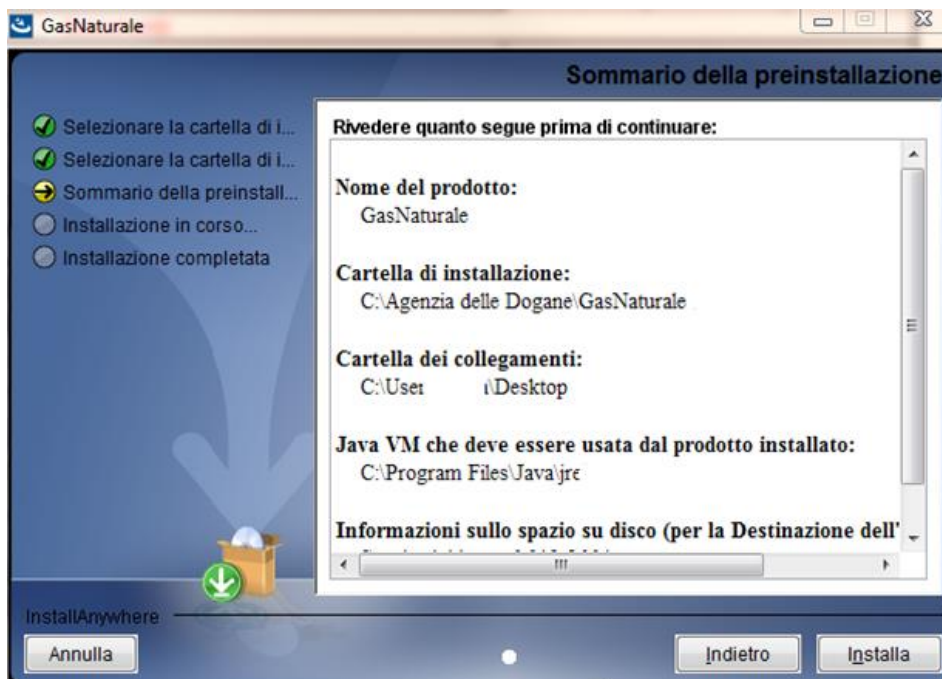 GasNaturale
Sommario della preinstallazione
Selezionare la cartella di i...
Selezionare la cartella di i...
Sommario della preinstall...
Installazione in corso...
Installazione completata
Rivedere quanto segue prima di continuare:
Nome del prodotto:
GasNaturale
Cartella di installazione:
C:\Agenzia delle Dogane\GasNaturale
Cartella dei collegamenti:
C:\User \Desktop
Java VM che deve essere usata dal prodotto installato:
C:\Program Files\Java\jre
Informazioni sullo spazio su disco (per la Destinazione dell'
InstallAnywhere
Annulla
Indietro
Installa